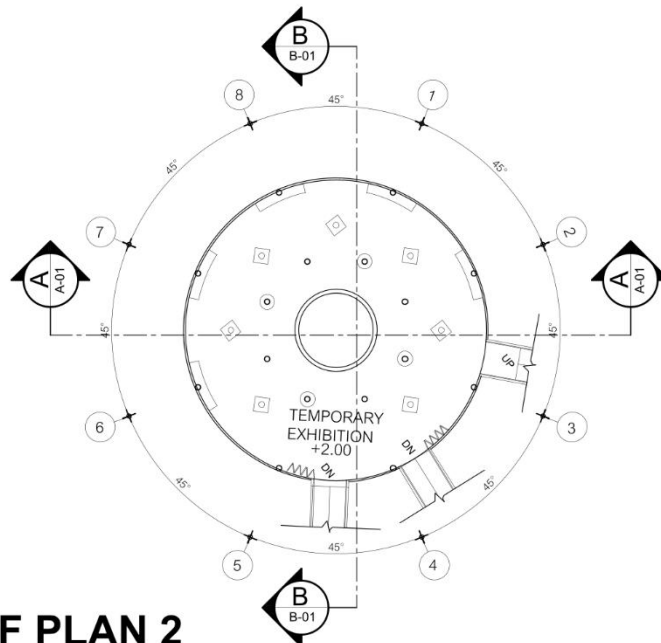 B
B-01
8
45°
1
45°
45°
7
2
A
A-01
A
A-01
45°
45°
UP
TEMPORARY
EXHIBITION
+2.00
DN
DN
6
3
45°
45°
5
45°
4
B
B-01
F PLAN 2